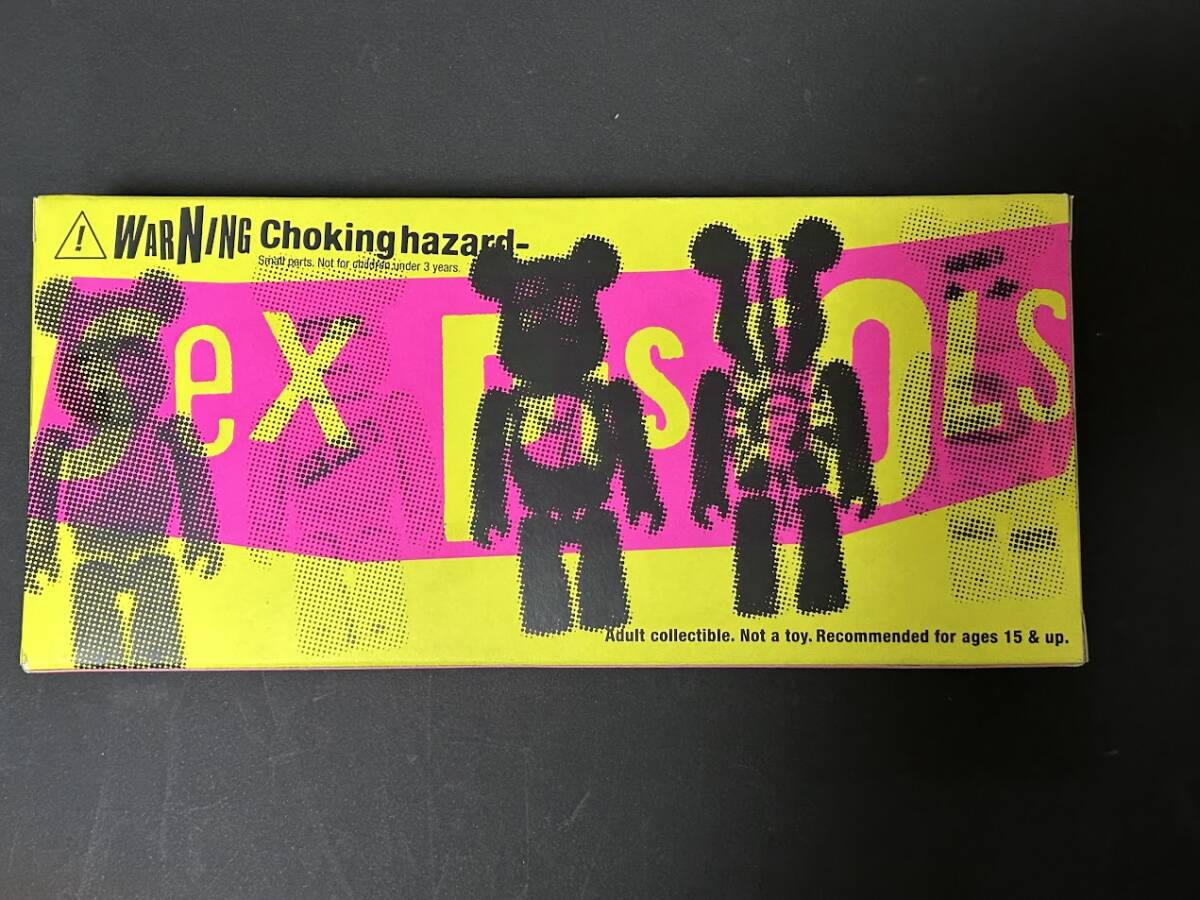 WARNING Choking hazard-
Small parts. Not for children under 3 years.
sex PistOLS
Adult collectible. Not a toy. Recommended for ages 15 & up.